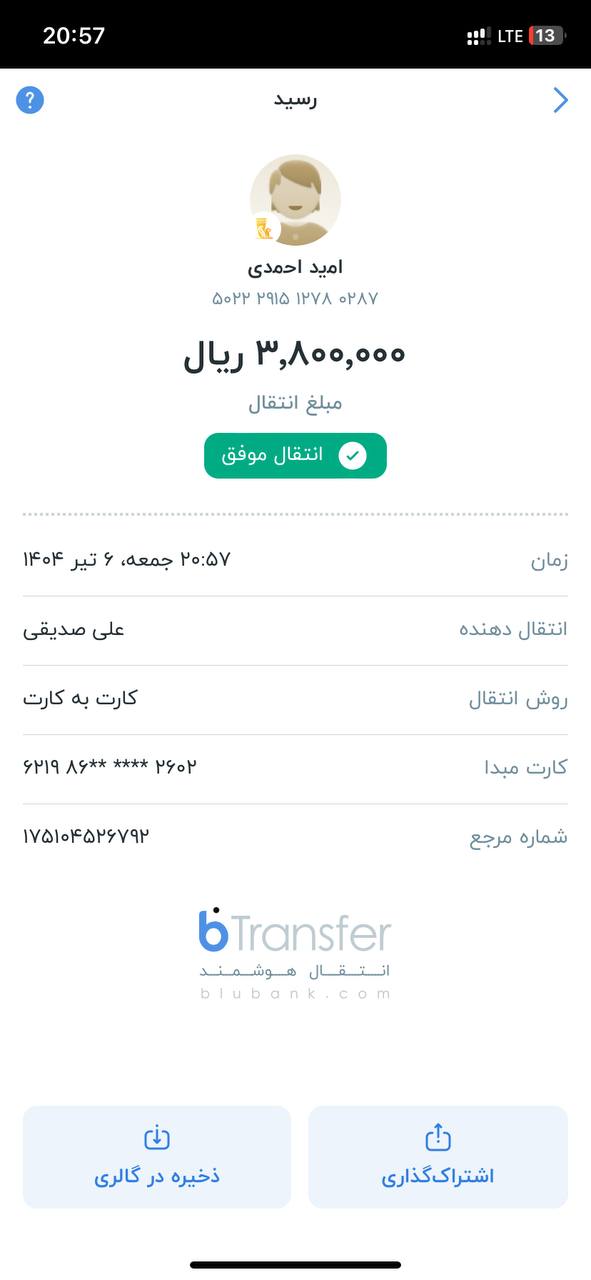 20:57
LTE 13
رسید
?
امید احمدی
۵۰۲۲ ۲۹۱۵ ۱۲۷۸ ۰۲۸۷
۳,۸۰۰,۰۰۰ ریال
مبلغ انتقال
انتقال موفق
زمان ۲۰:۵۷ جمعه، ۶ تیر ۱۴۰۴
انتقال دهنده علی صدیقی
روش انتقال کارت به کارت
کارت مبدا ۶۲۱۹ ۸۶** **** ۲۶۰۲
شماره مرجع ۱۷۵۱۰۴۵۲۶۷۹۲
bTransfer
انـتـقـال هـوشـمـنـد
blubank.com
اشتراک‌گذاری
ذخیره در گالری